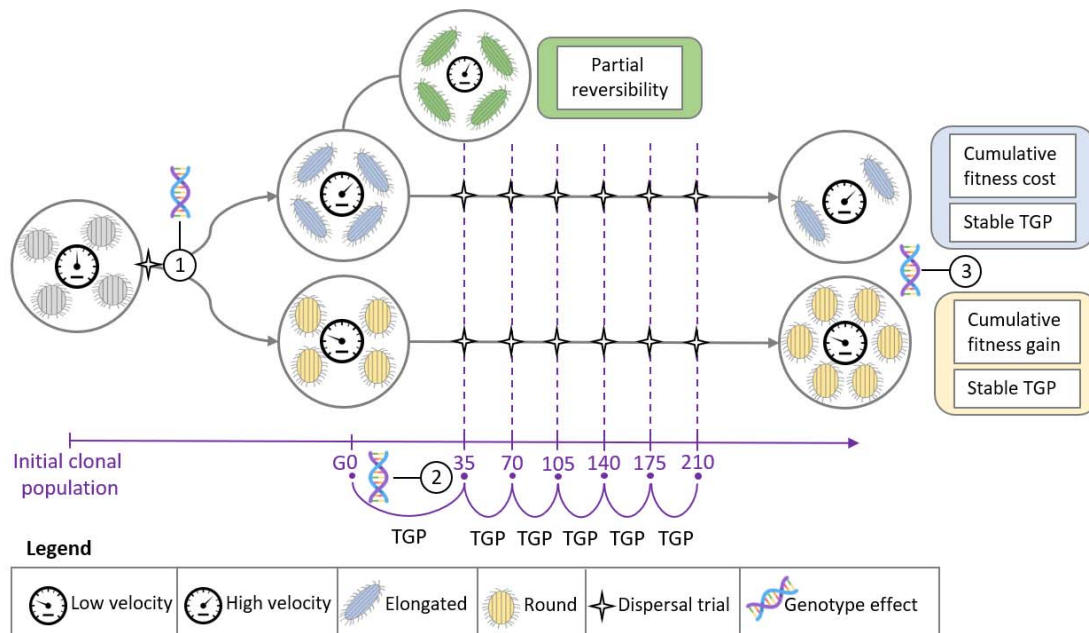 Partial
reversibility
Cumulative
fitness cost
Stable TGP
1
3
Cumulative
fitness gain
Stable TGP
Initial clonal
population
G0 35 70 105 140 175 210
2
TGP TGP TGP TGP TGP TGP
Legend
Low velocity High velocity Elongated Round Dispersal trial Genotype effect